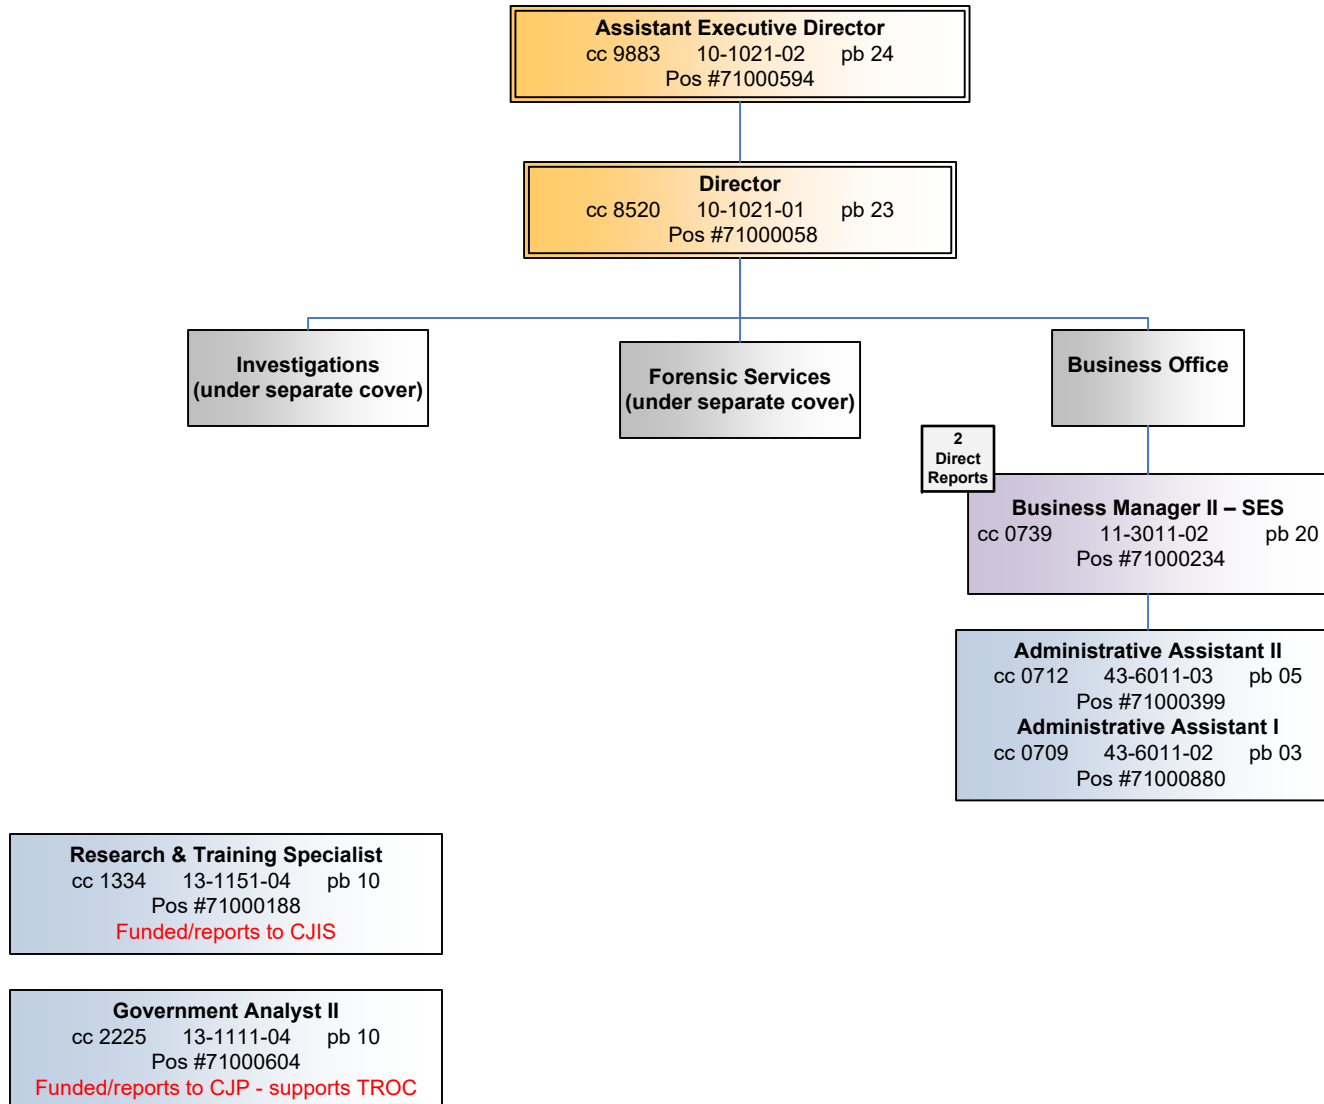 Assistant Executive Director
cc 9883 10-1021-02 pb 24
Pos #71000594
Director
cc 8520 10-1021-01 pb 23
Pos #71000058
Investigations
(under separate cover)
Forensic Services
(under separate cover)
Business Office
2
Direct
Reports
Business Manager II – SES
cc 0739 11-3011-02 pb 20
Pos #71000234
Administrative Assistant II
cc 0712 43-6011-03 pb 05
Pos #71000399
Administrative Assistant I
cc 0709 43-6011-02 pb 03
Pos #71000880
Research & Training Specialist
cc 1334 13-1151-04 pb 10
Pos #71000188
Funded/reports to CJIS
Government Analyst II
cc 2225 13-1111-04 pb 10
Pos #71000604
Funded/reports to CJP - supports TROC